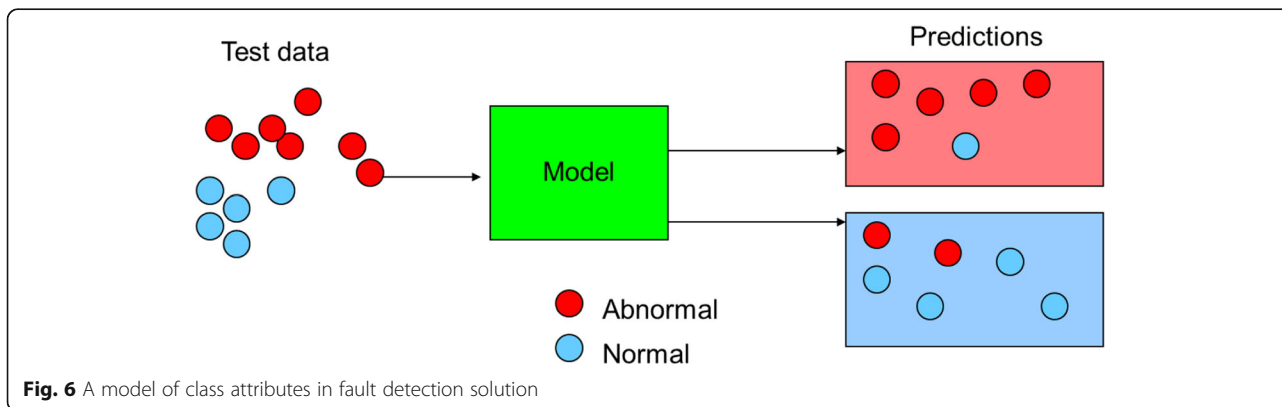 Test data
Predictions
Model
Abnormal
Normal
Fig. 6 A model of class attributes in fault detection solution